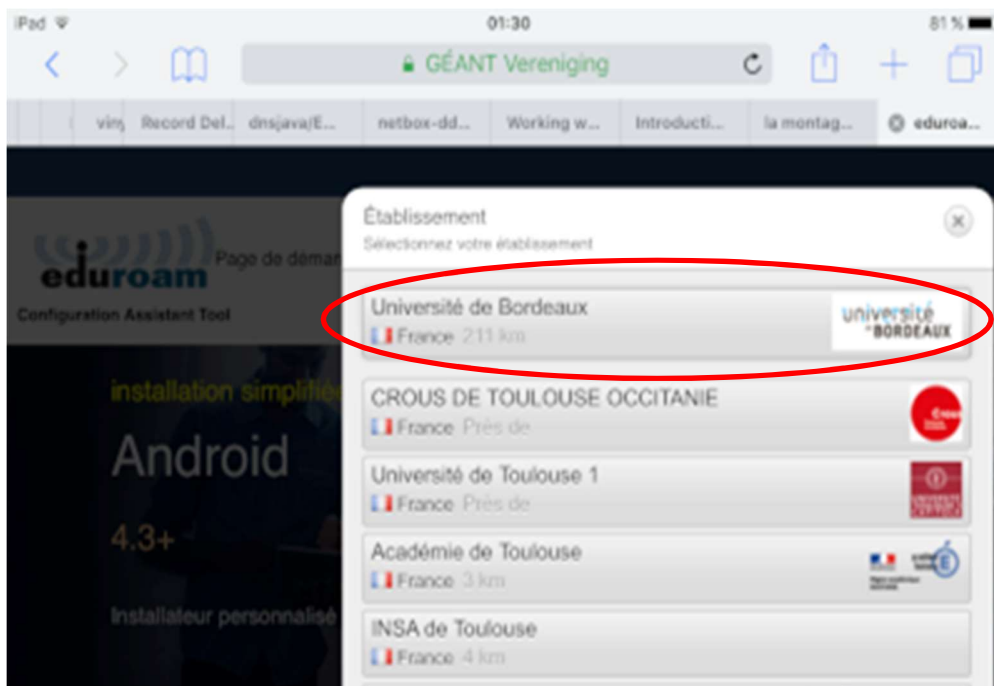 iPad 01:30 81 %
GÉANT Vereniging
Record Del... dnsjava/E... netbox-dd... Working w... Introducti... la montag... eduroa...
Établissement
Sélectionnez votre établissement
eduroam
Page de démar
Configuration Assistant Tool
Université de Bordeaux
France 211 km
université
de BORDEAUX
CROUS DE TOULOUSE OCCITANIE
France Près de
Crous
Université de Toulouse 1
France Près de
Académie de Toulouse
France 3 km
INSA de Toulouse
France 4 km
installation simplifiée
Android
4.3+
Installateur personnalisé